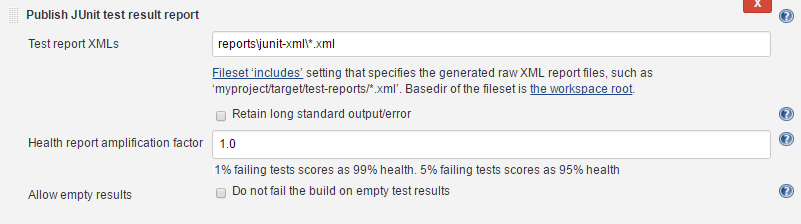 Publish JUnit test result report
X
Test report XMLs
reports\junit-xml\*.xml
Fileset ‘includes’ setting that specifies the generated raw XML report files, such as
‘myproject/target/test-reports/*.xml’. Basedir of the fileset is the workspace root.
Retain long standard output/error
Health report amplification factor
1.0
1% failing tests scores as 99% health. 5% failing tests scores as 95% health
Allow empty results
Do not fail the build on empty test results